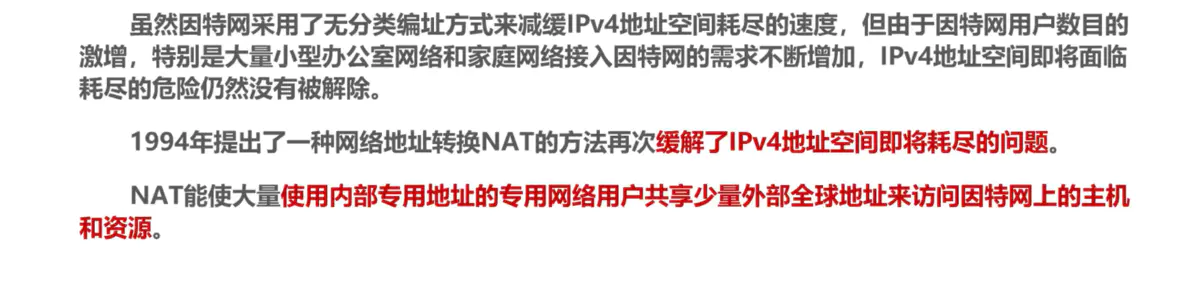 虽然因特网采用了无分类编址方式来减缓IPv4地址空间耗尽的速度，但由于因特网用户数目的
激增，特别是大量小型办公室网络和家庭网络接入因特网的需求不断增加，IPv4地址空间即将面临
耗尽的危险仍然没有被解除。
1994年提出了一种网络地址转换NAT的方法再次缓解了IPv4地址空间即将耗尽的问题。
NAT能使大量使用内部专用地址的专用网络用户共享少量外部全球地址来访问因特网上的主机
和资源。